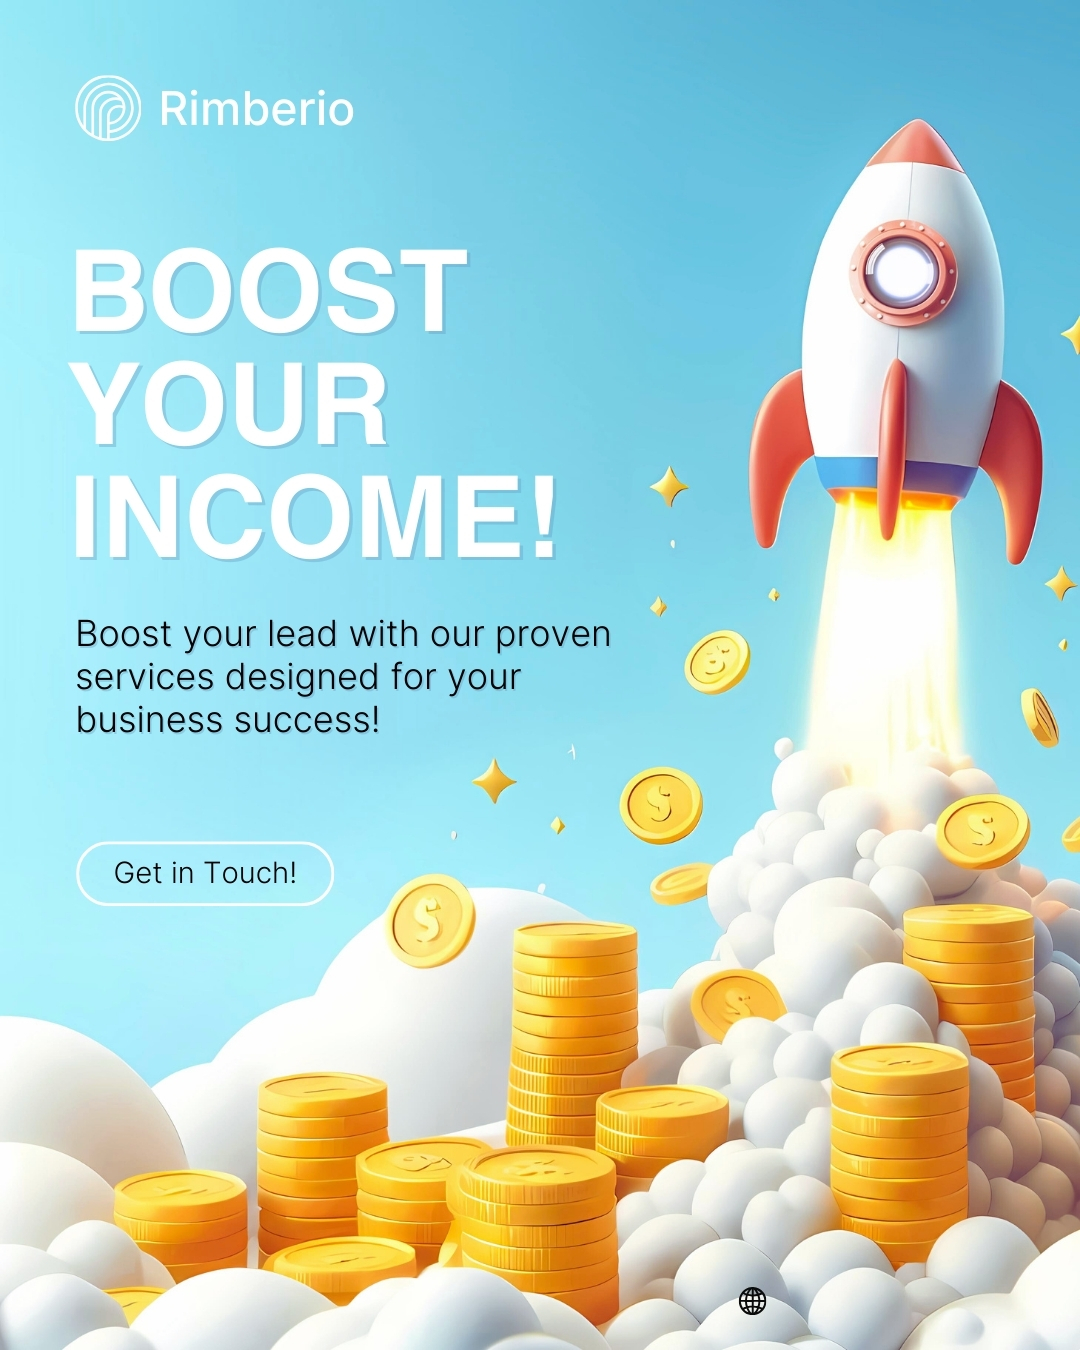 Rimberio
BOOST
YOUR
INCOME!
Boost your lead with our proven
services designed for your
business success!
Get in Touch!